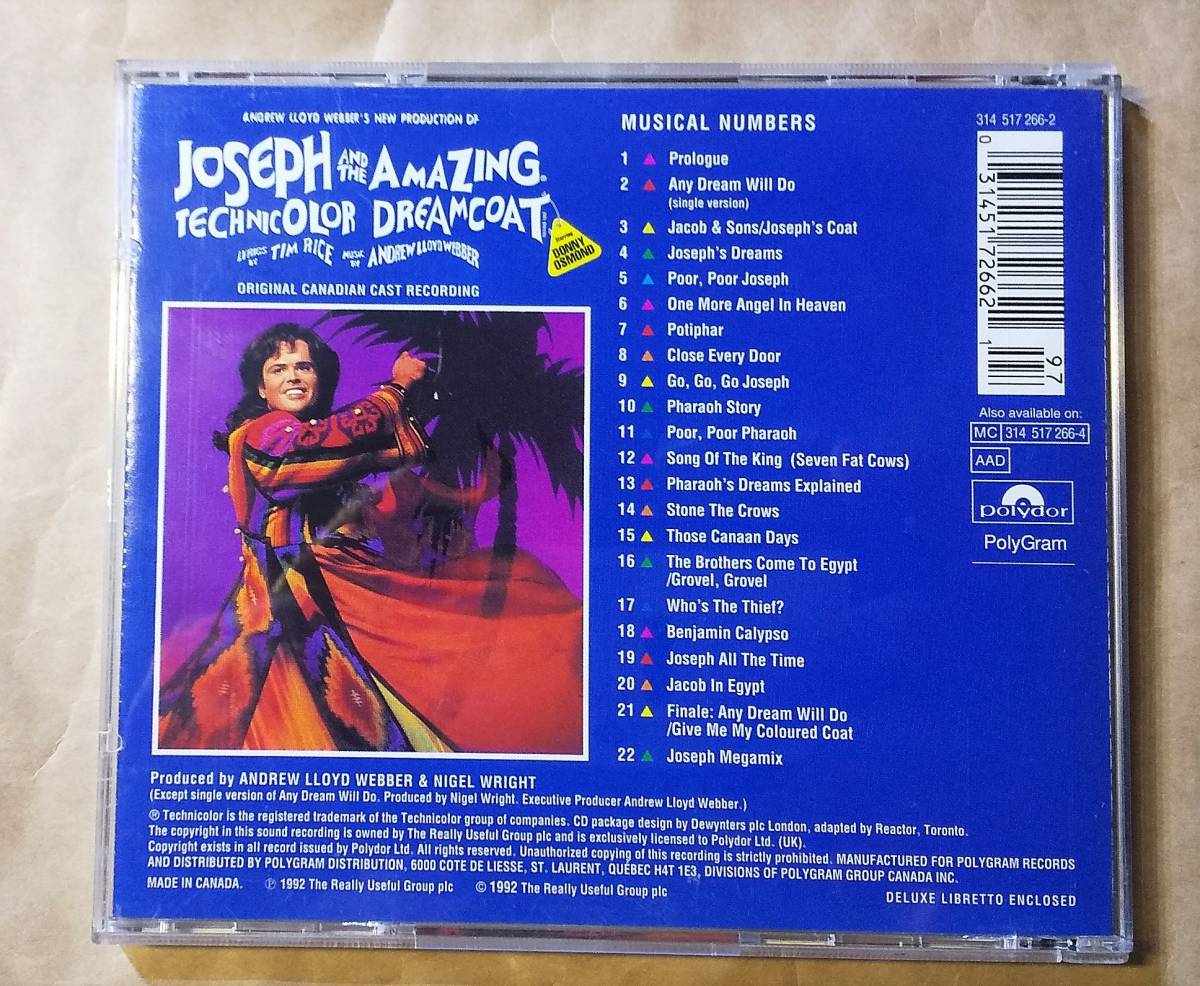 ANDREW LLOYD WEBBER'S NEW PRODUCTION OF
JOSEPH AND THE AMAZING
TECHNICOLOR DREAMCOAT
LYRICS BY TIM RICE MUSIC BY ANDREW LLOYD WEBBER
Starring
DONNY
OSMOND
ORIGINAL CANADIAN CAST RECORDING
MUSICAL NUMBERS
1 Prologue
2 Any Dream Will Do
(single version)
3 Jacob & Sons/Joseph's Coat
4 Joseph's Dreams
5 Poor, Poor Joseph
6 One More Angel In Heaven
7 Potiphar
8 Close Every Door
9 Go, Go, Go Joseph
10 Pharaoh Story
11 Poor, Poor Pharaoh
12 Song Of The King (Seven Fat Cows)
13 Pharaoh's Dreams Explained
14 Stone The Crows
15 Those Canaan Days
16 The Brothers Come To Egypt
/Grovel, Grovel
17 Who's The Thief?
18 Benjamin Calypso
19 Joseph All The Time
20 Jacob In Egypt
21 Finale: Any Dream Will Do
/Give Me My Coloured Coat
22 Joseph Megamix
314 517 266-2
0 31451 72662 1
97
Also available on:
MC 314 517 266-4
AAD
polydor
PolyGram
Produced by ANDREW LLOYD WEBBER & NIGEL WRIGHT
(Except single version of Any Dream Will Do. Produced by Nigel Wright. Executive Producer Andrew Lloyd Webber.)
® Technicolor is the registered trademark of the Technicolor group of companies. CD package design by Dewynters plc London, adapted by Reactor, Toronto.
The copyright in this sound recording is owned by The Really Useful Group plc and is exclusively licensed to Polydor Ltd. (UK).
Copyright exists in all record issued by Polydor Ltd. All rights reserved. Unauthorized copying of this recording is strictly prohibited. MANUFACTURED FOR POLYGRAM RECORDS
AND DISTRIBUTED BY POLYGRAM DISTRIBUTION, 6000 COTE DE LIESSE, ST. LAURENT, QUEBEC H4T 1E3, DIVISIONS OF POLYGRAM GROUP CANADA INC.
MADE IN CANADA. ℗ 1992 The Really Useful Group plc © 1992 The Really Useful Group plc
DELUXE LIBRETTO ENCLOSED